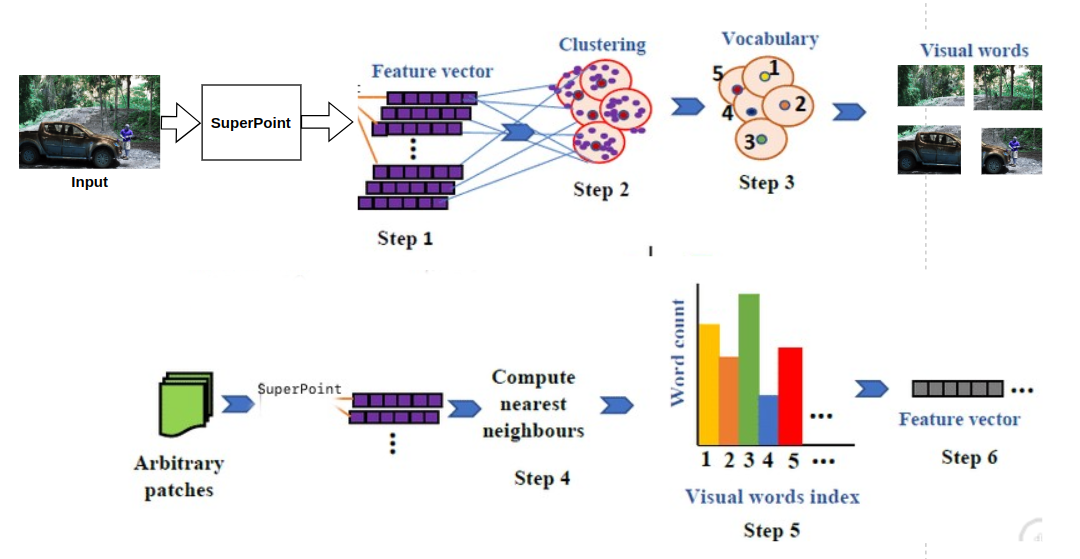 Input
SuperPoint
Feature vector
Step 1
Clustering
Step 2
Vocabulary
1
2
3
4
5
Step 3
Visual words
Arbitrary
patches
SuperPoint
Compute
nearest
neighbours
Step 4
Word count
1 2 3 4 5 ...
Visual words index
Step 5
...
Feature vector
Step 6